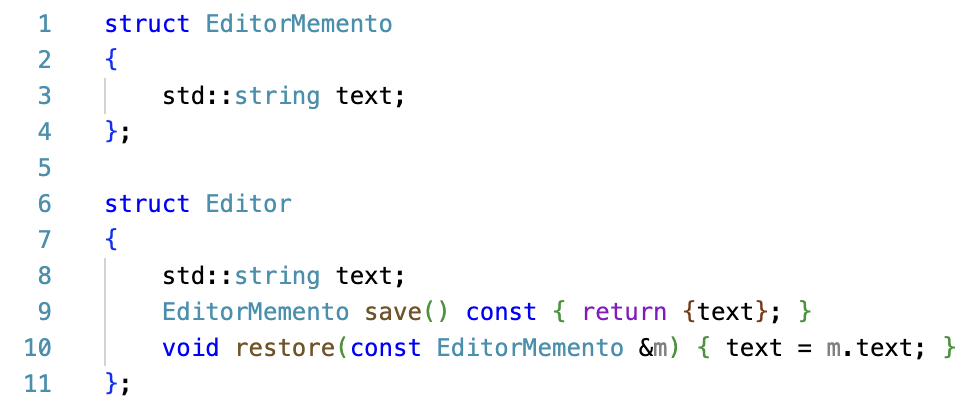 1 struct EditorMemento
2 {
3     std::string text;
4 };
5
6 struct Editor
7 {
8     std::string text;
9     EditorMemento save() const { return {text}; }
10     void restore(const EditorMemento &m) { text = m.text; }
11 };